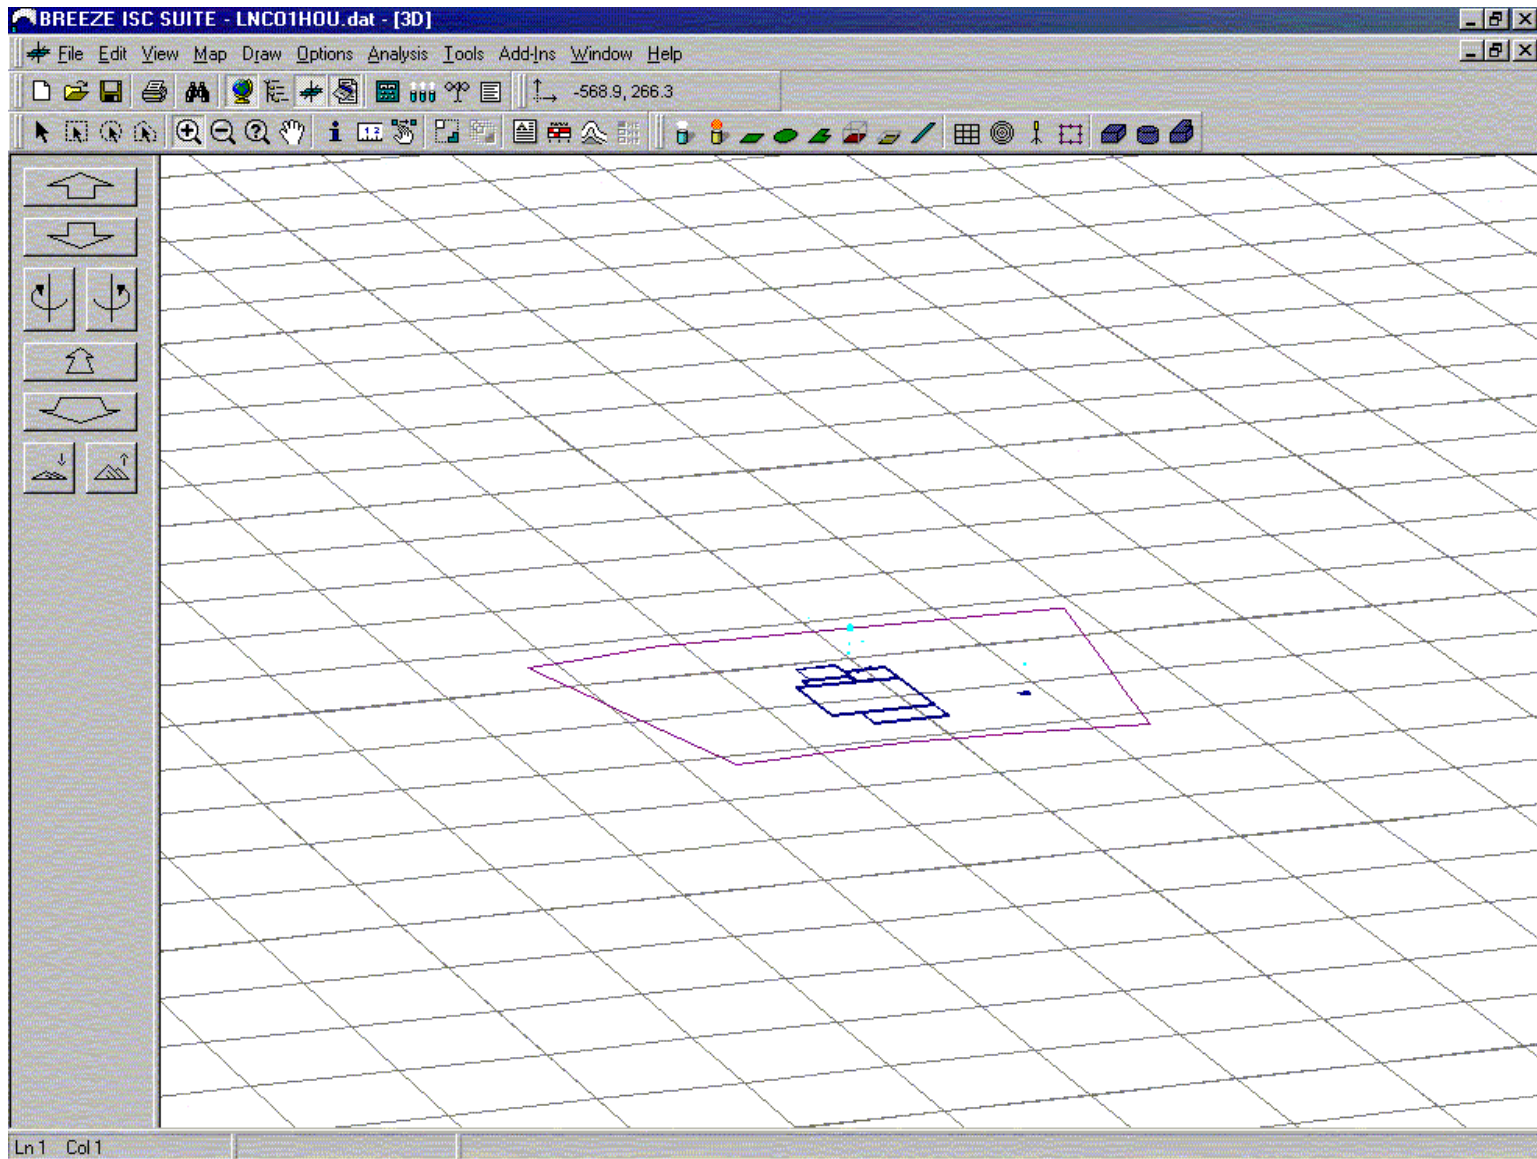 BREEZE ISC SUITE - LNC01HOU.dat - [3D]
File Edit View Map Draw Options Analysis Tools Add-Ins Window Help
-568.9, 266.3
Ln 1 Col 1